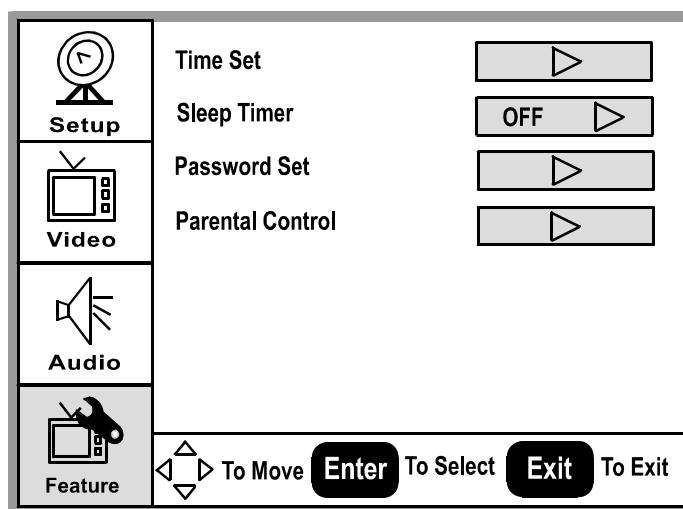 Setup
Video
Audio
Feature
Time Set
Sleep Timer OFF
Password Set
Parental Control
To Move Enter To Select Exit To Exit